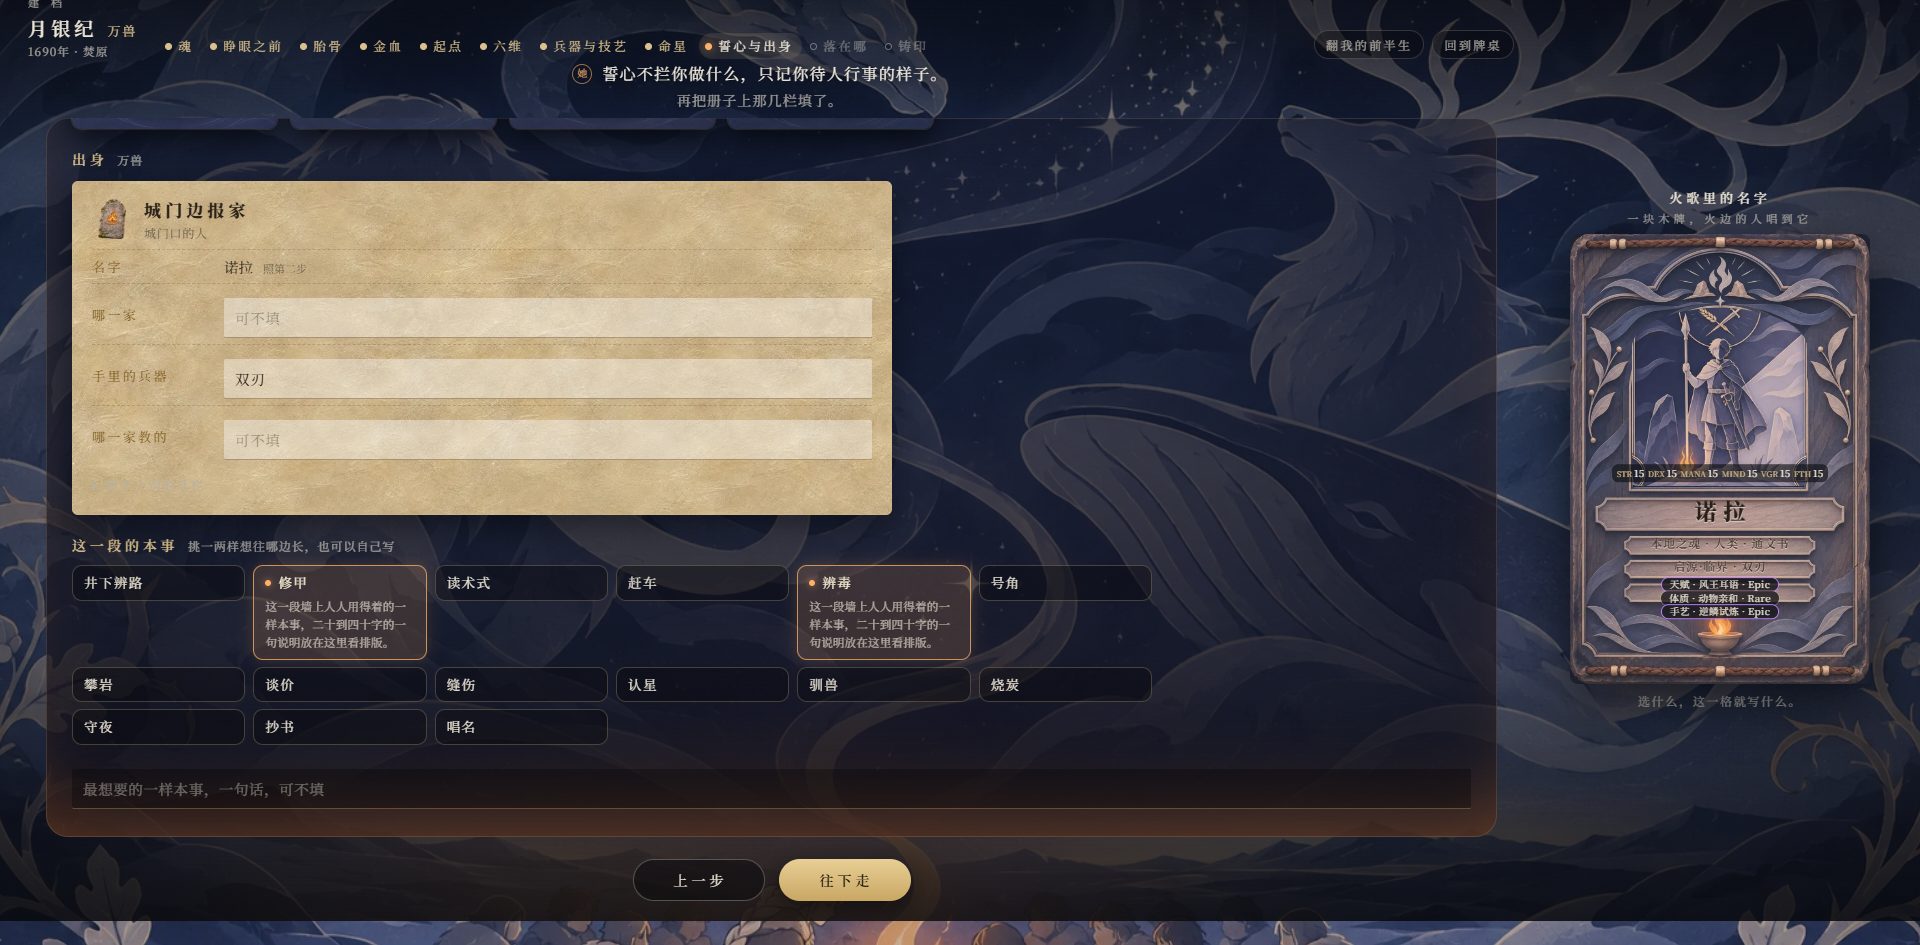 建 档
月银纪 万兽
1690年 · 焚原
魂 睁眼之前 胎骨 金血 起点 六维 兵器与技艺 命星 誓心与出身 落在哪 铸印
翻我的前半生 回到牌桌
她 誓心不拦你做什么，只记你待人行事的样子。
再把册子上那几栏填了。
出身 万兽
城门边报家
城门口的人
名字 诺拉 照第二步
哪一家 可不填
手里的兵器 双刃
哪一家教的 可不填
这一段的本事 挑一两样想往哪边长，也可以自己写
井下辨路 修甲 读术式 赶车 辨毒 号角
这一段墙上人人用得着的一
样本事，二十到四十字的一
句说明放在这里看排版。
这一段墙上人人用得着的一
样本事，二十到四十字的一
句说明放在这里看排版。
攀岩 谈价 缝伤 认星 驯兽 烧炭
守夜 抄书 唱名
最想要的一样本事，一句话，可不填
上一步 往下走
火歌里的名字
一块木牌，火边的人唱到它
STR 15 DEX 15 MANA 15 MIND 15 VGR 15 FTH 15
诺拉
本地之魂 · 人类 · 通文书
启源·临界 · 双刃
天赋 · 风王耳语 · Epic
体质 · 动物亲和 · Rare
手艺 · 逆鳞试炼 · Epic
选什么，这一格就写什么。